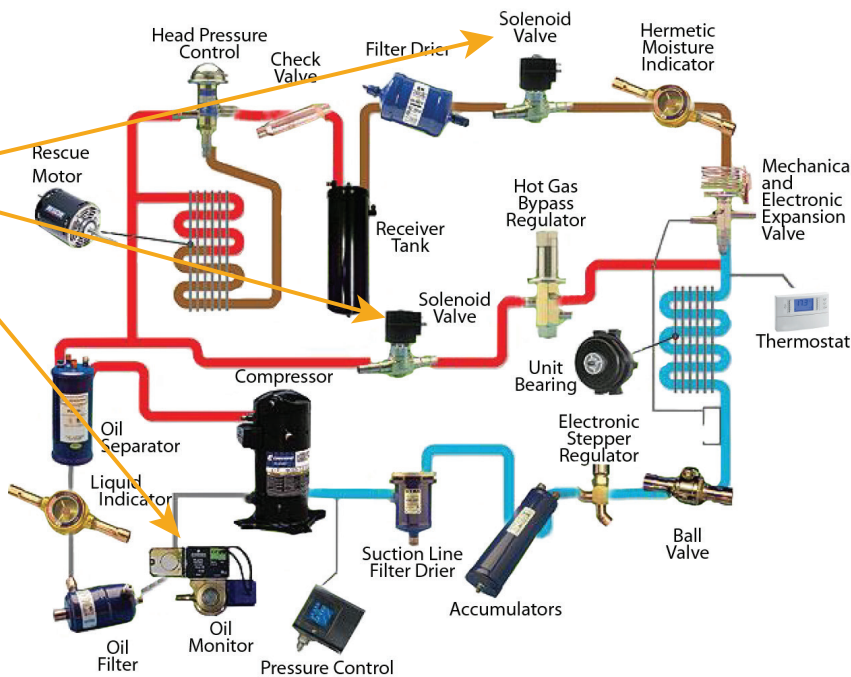 Head Pressure
Control
Check
Valve
Filter Drier
Solenoid
Valve
Hermetic
Moisture
Indicator
Rescue
Motor
Receiver
Tank
Hot Gas
Bypass
Regulator
Mechanica
and
Electronic
Expansion
Valve
Solenoid
Valve
Thermostat
Unit
Bearing
Compressor
Oil
Separator
Electronic
Stepper
Regulator
Liquid
Indicator
Suction Line
Filter Drier
Ball
Valve
Accumulators
Oil
Monitor
Oil
Filter
Pressure Control